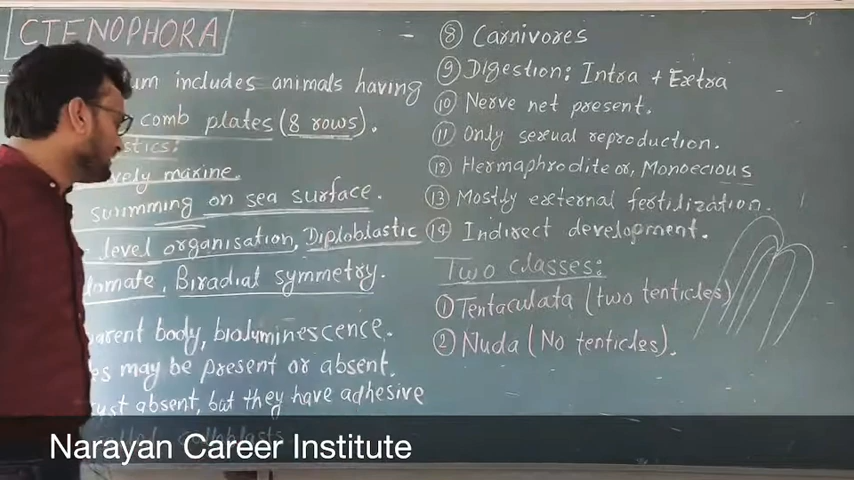 CTENOPHORA
um includes animals having
comb plates (8 rows).
stics:
vely marine.
swimming on sea surface.
level organisation, Diploblastic
lomate, Biradial symmetry.
arent body, bioluminescence.
es may be present or absent.
absent, but they have adhesive
⑧ Carnivores
⑨ Digestion: Intra + Extra
⑩ Nerve net present.
⑪ Only sexual reproduction.
⑫ Hermaphrodite or, Monoecious
⑬ Mostly external fertilization.
⑭ Indirect development.
Two classes:
① Tentaculata (two tenticles)
② Nuda (No tenticles).
Narayan Career Institute